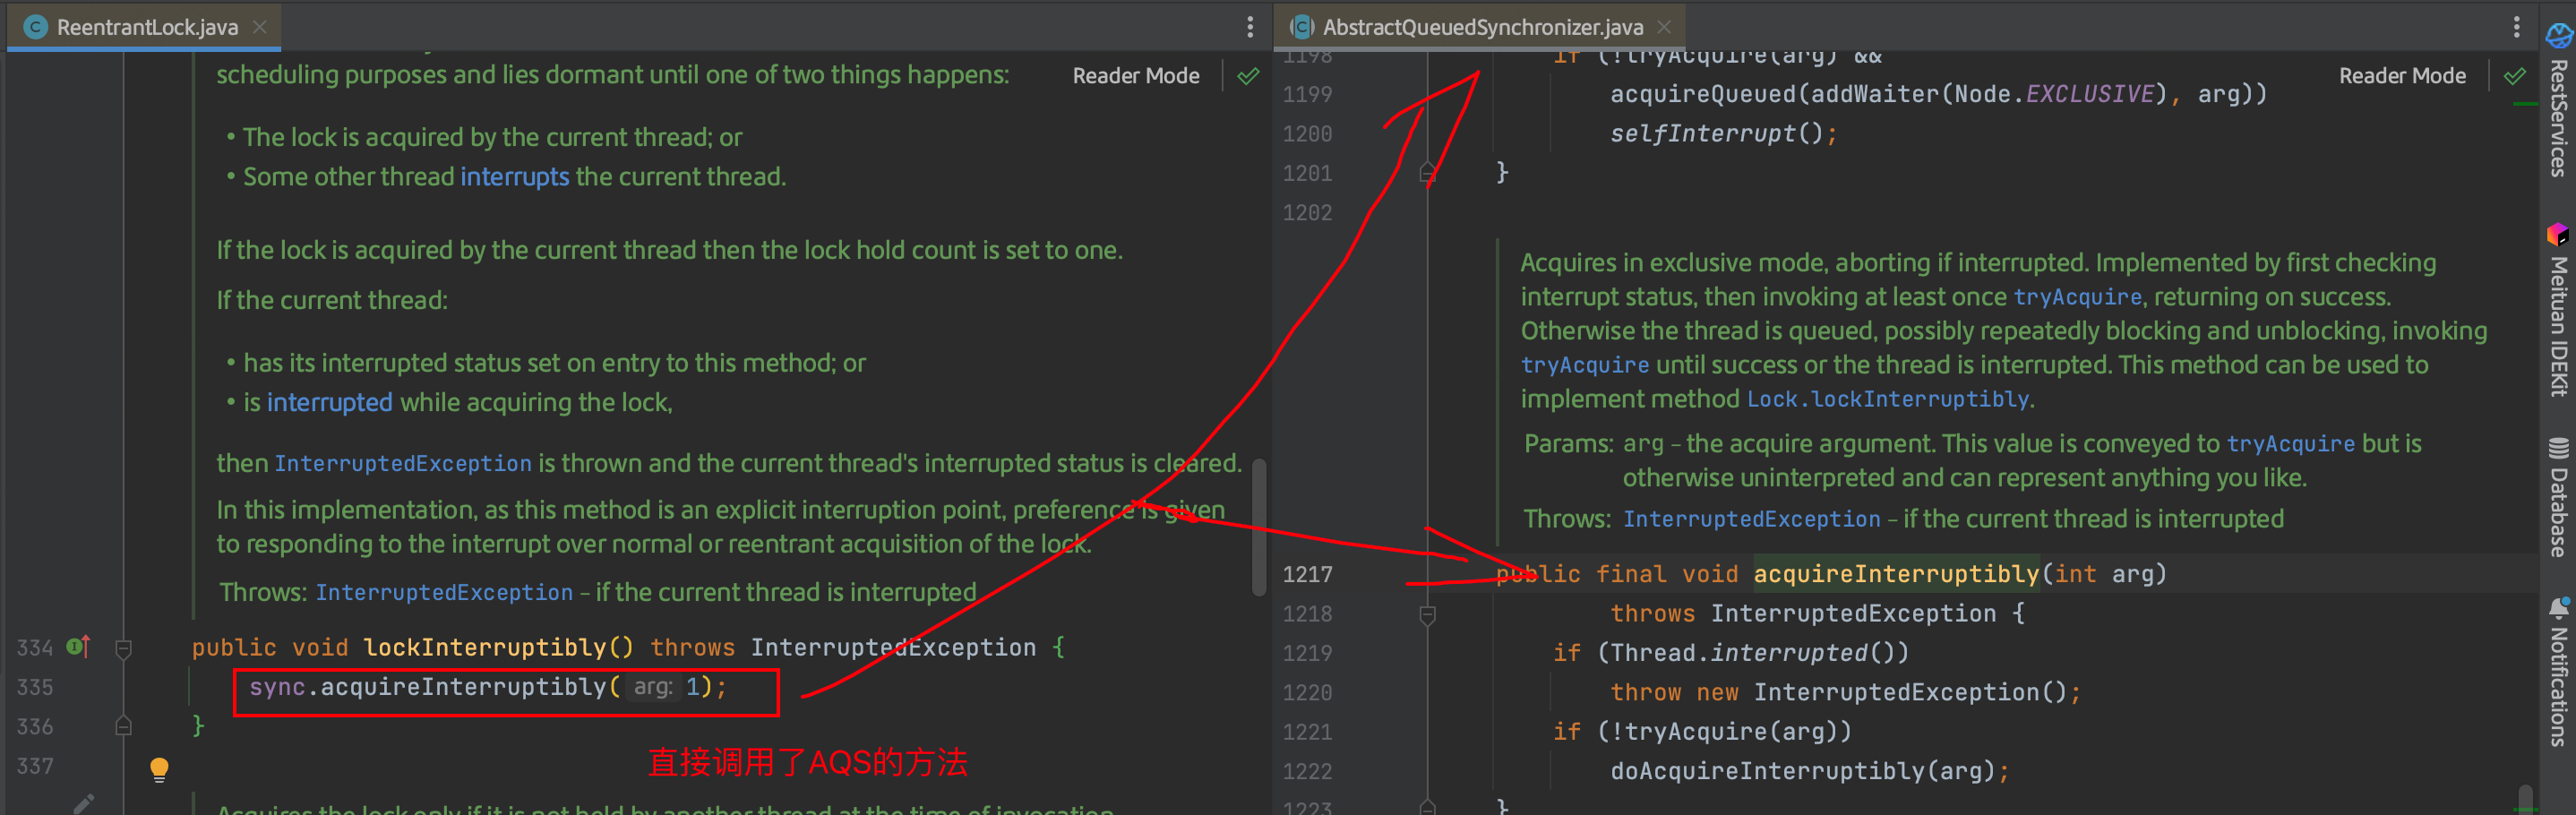 ReentrantLock.java
scheduling purposes and lies dormant until one of two things happens:
Reader Mode
• The lock is acquired by the current thread; or
• Some other thread interrupts the current thread.
If the lock is acquired by the current thread then the lock hold count is set to one.
If the current thread:
• has its interrupted status set on entry to this method; or
• is interrupted while acquiring the lock,
then InterruptedException is thrown and the current thread's interrupted status is cleared.
In this implementation, as this method is an explicit interruption point, preference is given
to responding to the interrupt over normal or reentrant acquisition of the lock.
Throws: InterruptedException – if the current thread is interrupted
334 public void lockInterruptibly() throws InterruptedException {
335 sync.acquireInterruptibly( arg: 1);
336 }
直接调用了AQS的方法
337
Acquires the lock only if it is not held by another thread at the time of invocation
AbstractQueuedSynchronizer.java
1198 if (!tryAcquire(arg) &&
Reader Mode
1199 acquireQueued(addWaiter(Node.EXCLUSIVE), arg))
1200 selfInterrupt();
1201 }
1202
Acquires in exclusive mode, aborting if interrupted. Implemented by first checking
interrupt status, then invoking at least once tryAcquire, returning on success.
Otherwise the thread is queued, possibly repeatedly blocking and unblocking, invoking
tryAcquire until success or the thread is interrupted. This method can be used to
implement method Lock.lockInterruptibly.
Params: arg – the acquire argument. This value is conveyed to tryAcquire but is
otherwise uninterpreted and can represent anything you like.
Throws: InterruptedException – if the current thread is interrupted
1217 public final void acquireInterruptibly(int arg)
1218 throws InterruptedException {
1219 if (Thread.interrupted())
1220 throw new InterruptedException();
1221 if (!tryAcquire(arg))
1222 doAcquireInterruptibly(arg);
1223 }
RestServices
Meituan IDEKit
Database
Notifications